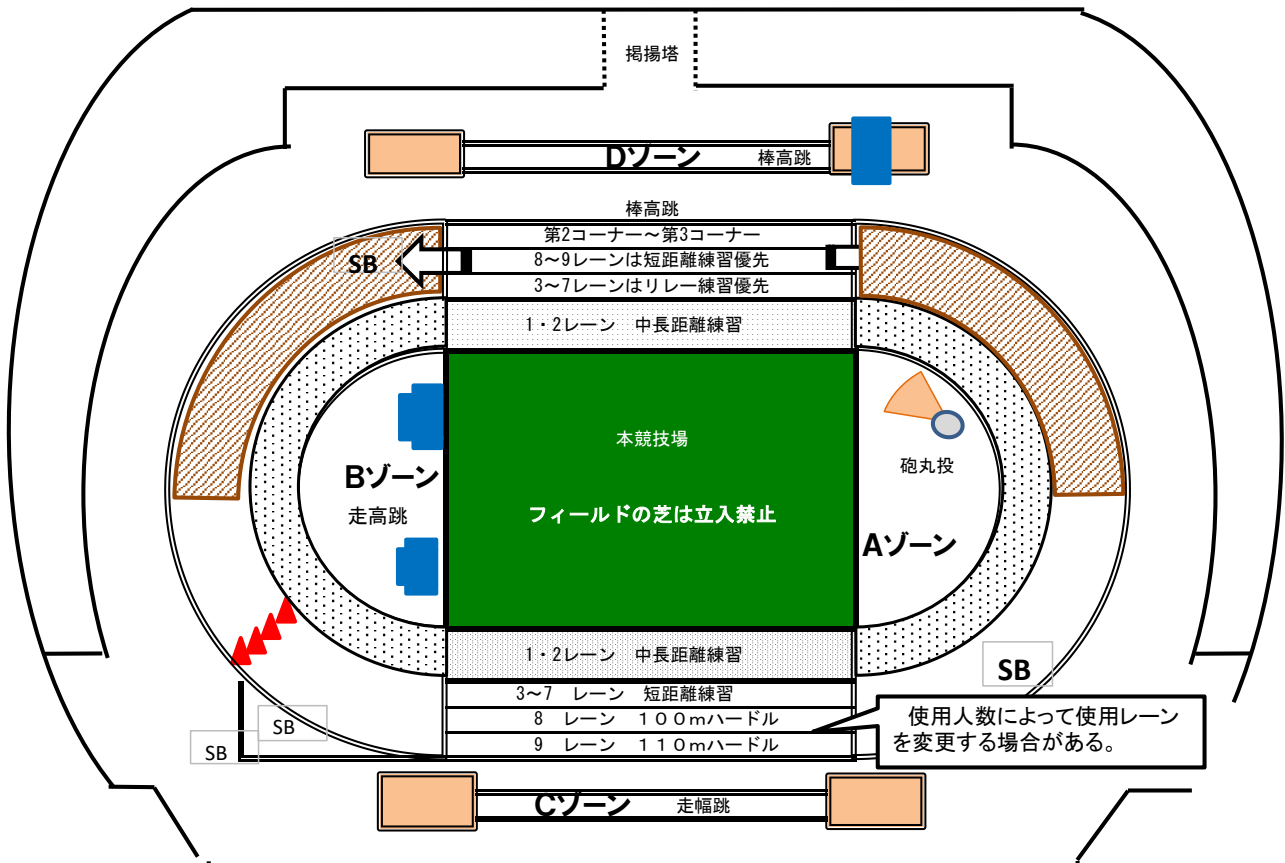 掲揚塔
Dゾーン 棒高跳
棒高跳
第2コーナー～第3コーナー
SB
8～9レーンは短距離練習優先
3～7レーンはリレー練習優先
1・2レーン 中長距離練習
本競技場
砲丸投
Bゾーン
走高跳
フィールドの芝は立入禁止
Aゾーン
1・2レーン 中長距離練習
SB
3～7 レーン 短距離練習
8 レーン １００ｍハードル
9 レーン １１０ｍハードル
使用人数によって使用レーン
を変更する場合がある。
SB
SB
Cゾーン 走幅跳